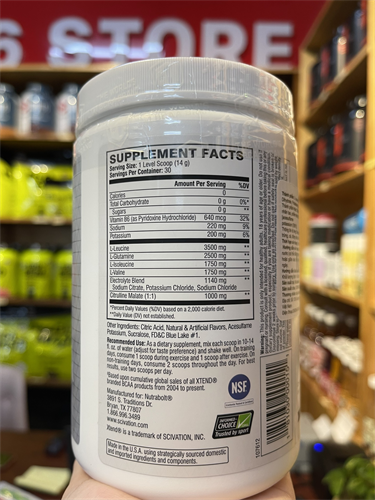 S STORE
SUPPLEMENT FACTS
Serving Size: 1 Level Scoop (14 g)
Servings Per Container: 30
Amount Per Serving %DV
Calories 0
Total Carbohydrate 0 0%*
Sugars 0 **
Vitamin B6 (as Pyridoxine Hydrochloride) 640 mcg 32%
Sodium 220 mg 9%
Potassium 200 mg 6%
L-Leucine 3500 mg **
L-Glutamine 2500 mg **
L-Isoleucine 1750 mg **
L-Valine 1750 mg **
Electrolyte Blend 1140 mg **
Sodium Citrate, Potassium Chloride, Sodium Chloride
Citrulline Malate (1:1) 1000 mg **
*Percent Daily Values (%DV) based on a 2,000 calorie diet.
**Daily Value (DV) not established.
Other Ingredients: Citric Acid, Natural & Artificial Flavors, Acesulfame
Potassium, Sucralose, FD&C Blue Lake #1.
Recommended Use: As a dietary supplement, mix each scoop in 10-14
fl. oz. of water (adjust for taste preference) and shake well. On training
days, consume 1 scoop during exercise and 1 scoop after exercise. On
non-training days, consume 2 scoops throughout the day. For best
results, use two scoops per day.
†Based upon cumulative global sales of all XTEND®
branded BCAA products from 2004 to present.
Manufactured for: Nutrabolt®
3891 S. Traditions Dr.
Bryan, TX 77807
1.866.996.3489
www.scivation.com
Xtend® is a trademark of SCIVATION, INC.
NSF
INFORMED-CHOICE
Trusted by sport
Made in the U.S.A. using strategically sourced domestic
and imported ingredients and components.
107612